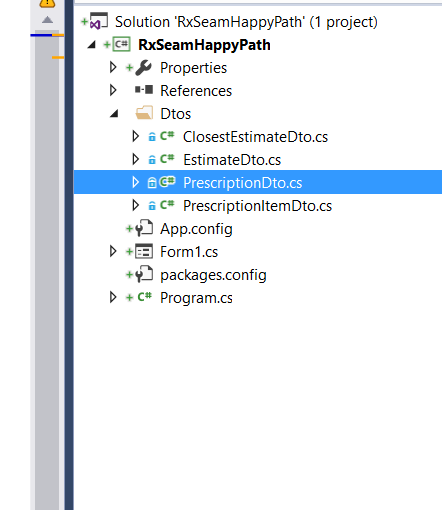 Solution 'RxSeamHappyPath' (1 project)
C# RxSeamHappyPath
Properties
References
Dtos
C# ClosestEstimateDto.cs
C# EstimateDto.cs
C# PrescriptionDto.cs
C# PrescriptionItemDto.cs
App.config
Form1.cs
packages.config
C# Program.cs